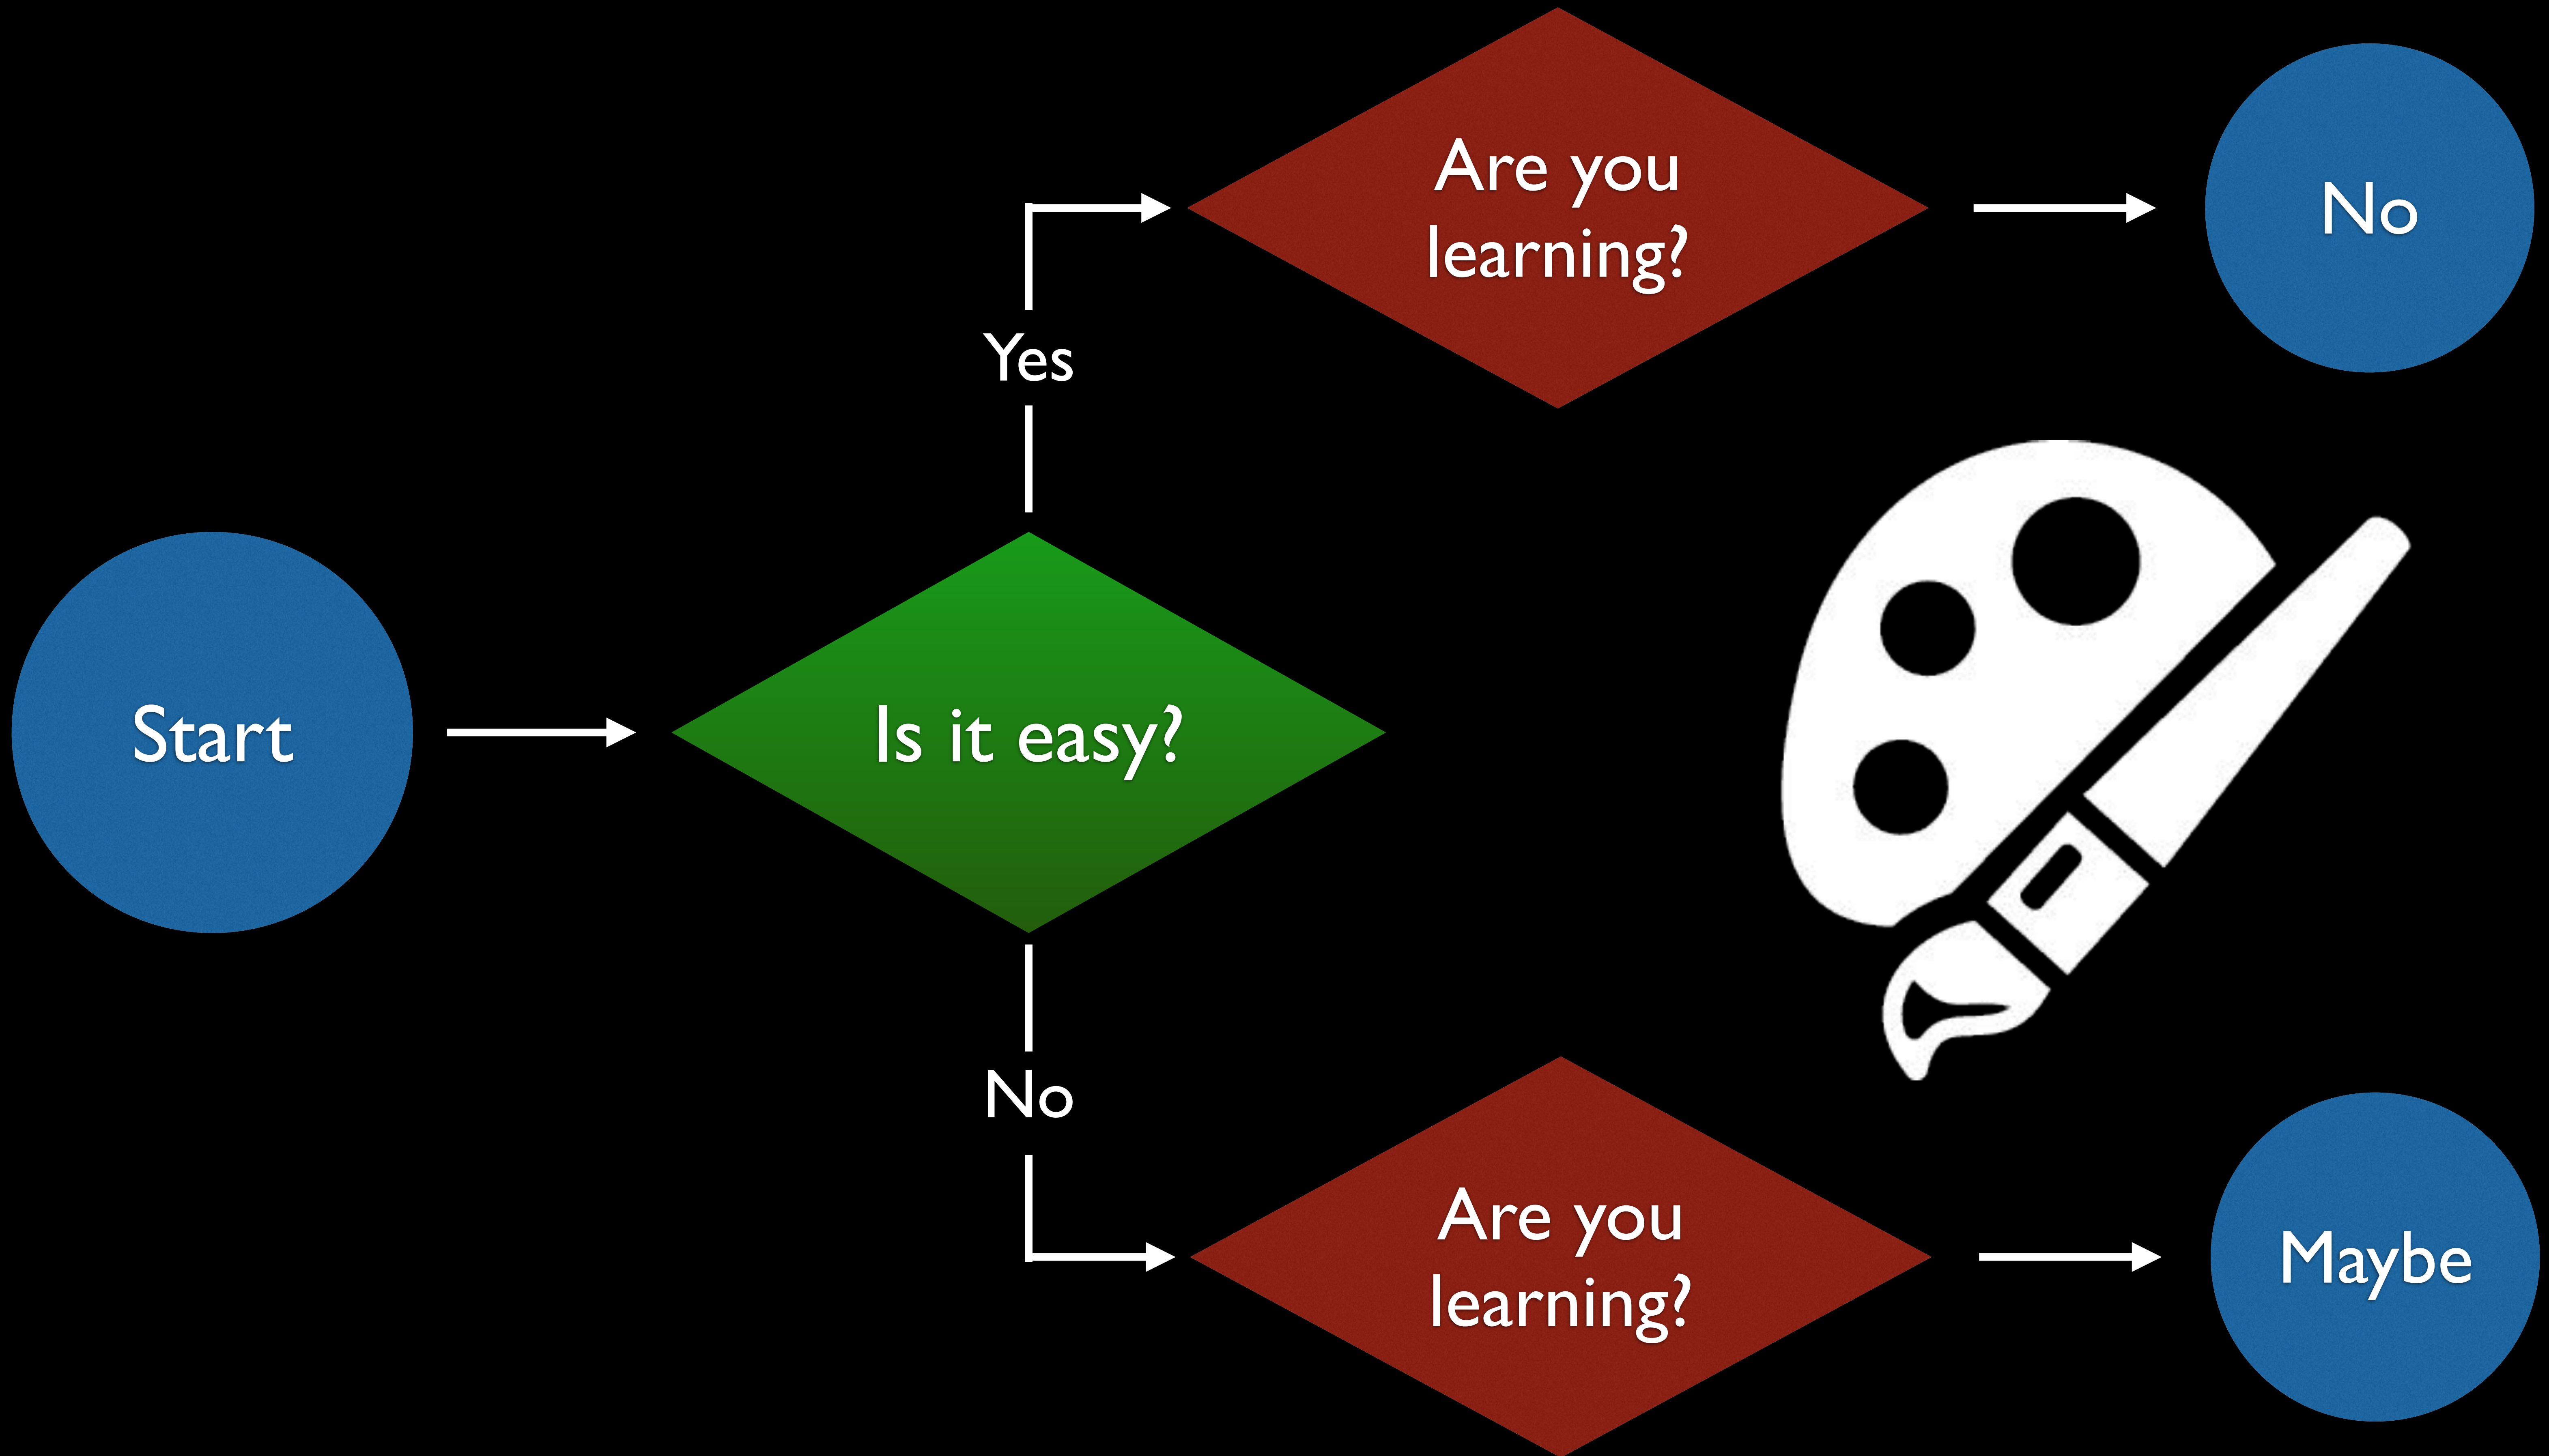 Start
Is it easy?
Yes
Are you
learning?
No
No
Are you
learning?
Maybe